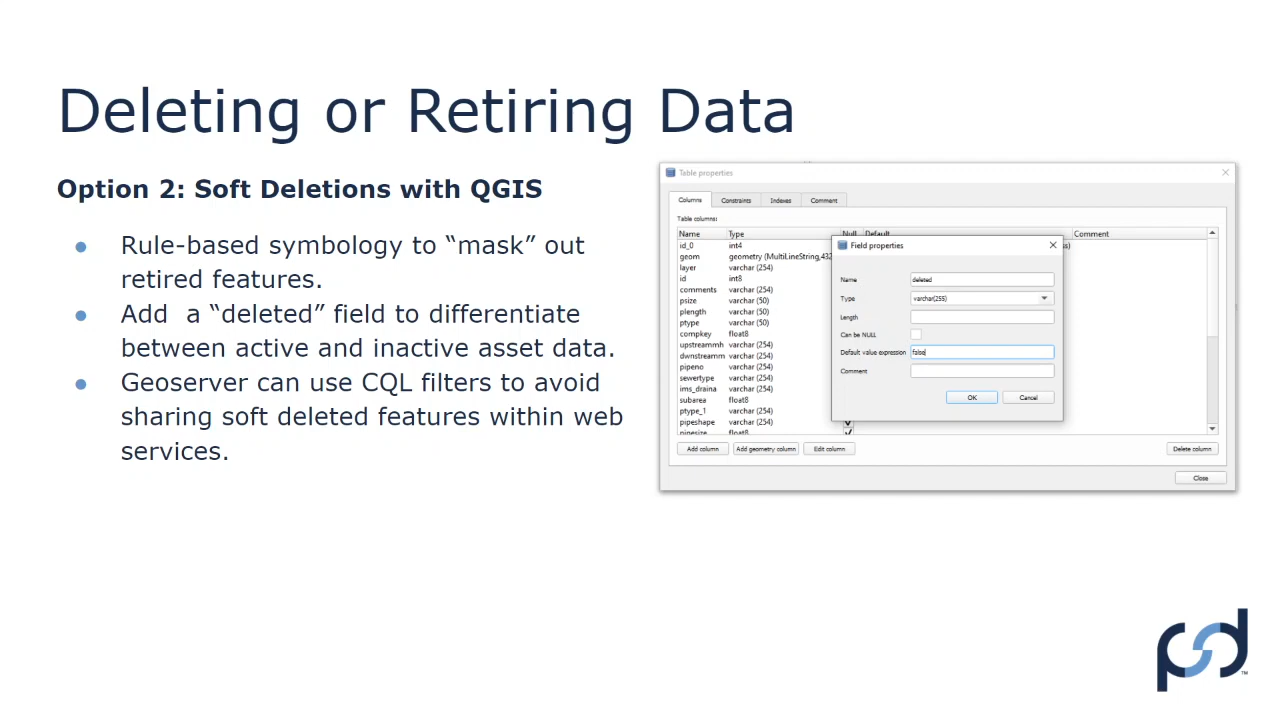 Deleting or Retiring Data
Option 2: Soft Deletions with QGIS
● Rule-based symbology to “mask” out
retired features.
● Add  a “deleted” field to differentiate
between active and inactive asset data.
● Geoserver can use CQL filters to avoid
sharing soft deleted features within web
services.
Table properties
Columns Constraints Indexes Comment
Table columns:
Name Type Null Default Comment
id_0 int4
geom geometry (MultiLineString,432
layer varchar (254)
id int8
comments varchar (254)
psize varchar (50)
plength varchar (50)
ptype varchar (50)
compkey float8
upstreammh varchar (254)
dwnstreamm varchar (254)
pipeno varchar (254)
sewertype varchar (254)
ims_draina varchar (254)
subarea float8
ptype_1 varchar (254)
pipeshape varchar (254)
pipesize float8
Field properties
Name deleted
Type varchar(255)
Length
Can be NULL
Default value expression false
Comment
OK Cancel
Add column Add geometry column Edit column Delete column
Close
psd
TM